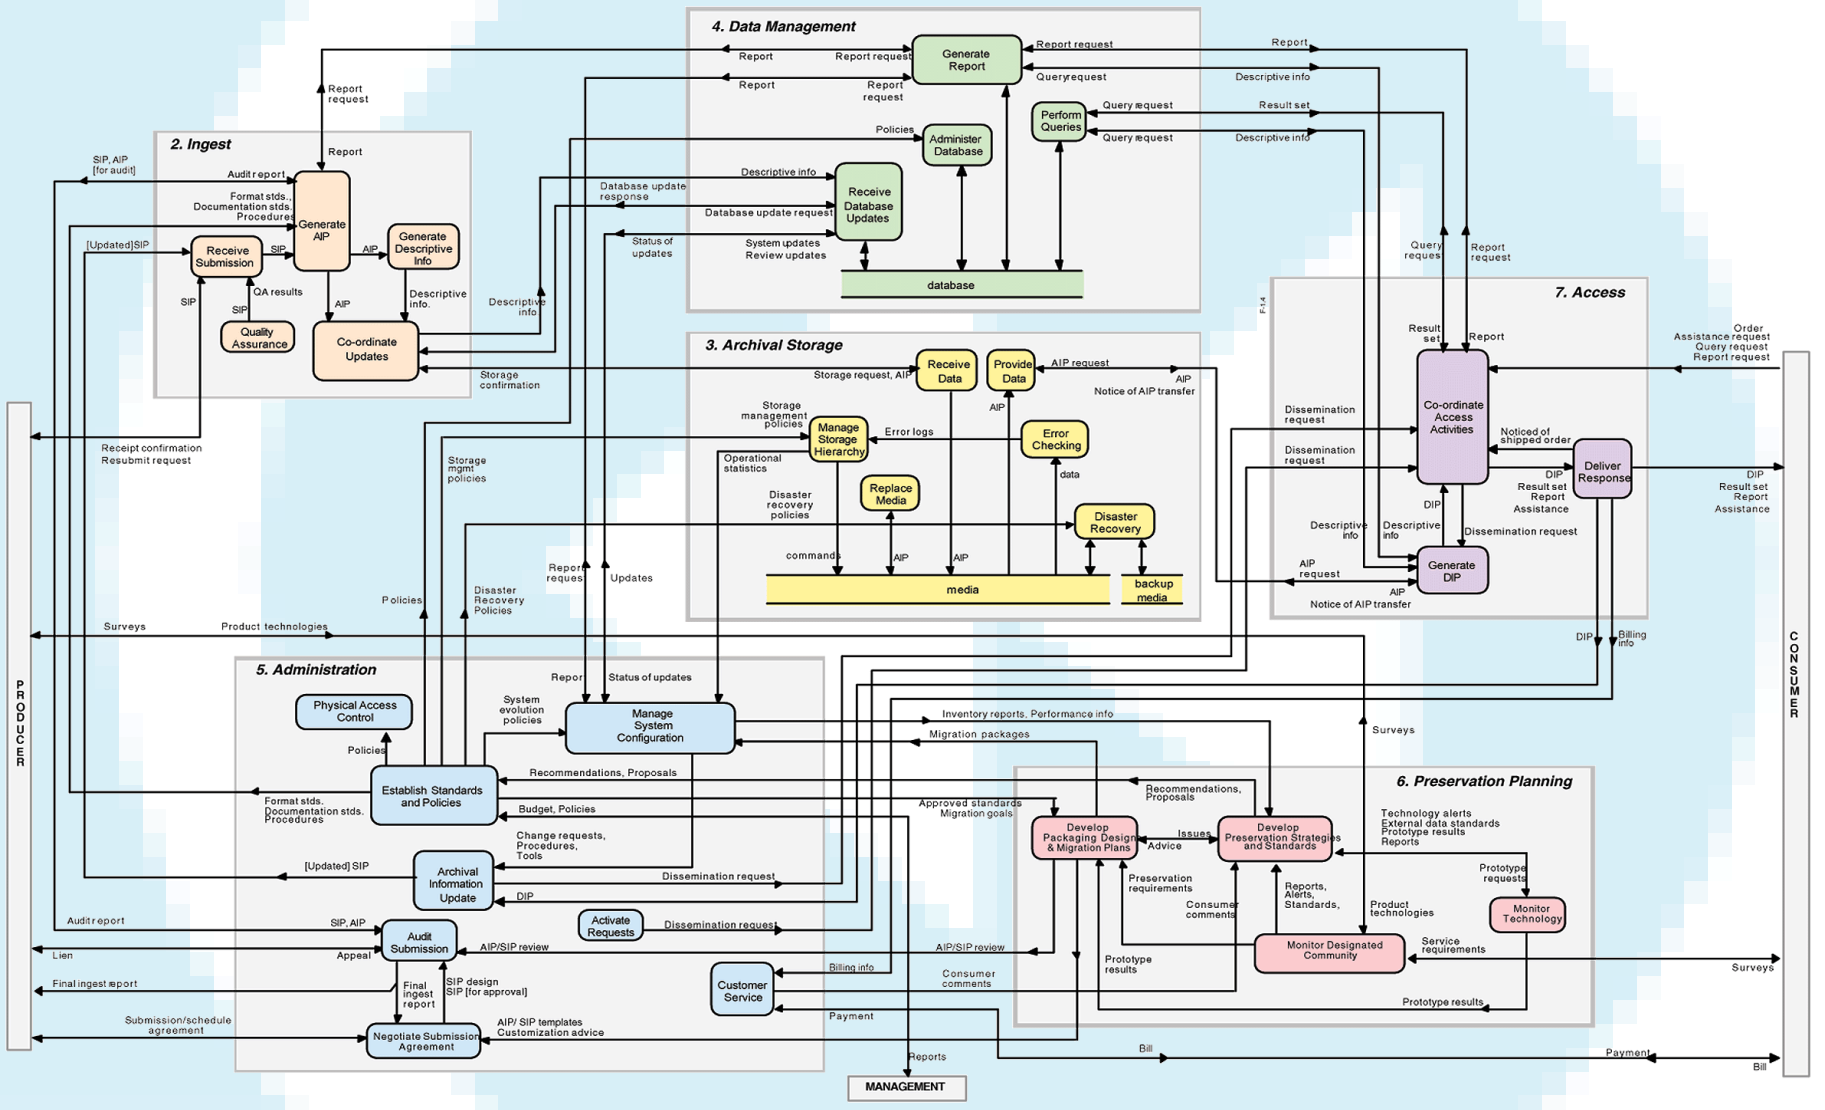 4. Data Management
Generate
Report
Report
Report request
Report
Report
request
Report request
Report
Queryrequest
Descriptive info
Perform
Queries
Query request
Result set
Query request
Descriptive info
Policies
Administer
Database
Descriptive info
Database update
response
Database update request
Receive
Database
Updates
Status of
updates
System updates
Review updates
database
2. Ingest
Report
request
Report
SIP, AIP
[for audit]
Audit report
Format stds.,
Documentation stds.
Procedures
Generate
AIP
[Updated]SIP
Receive
Submission
SIP
AIP
Generate
Descriptive
Info
SIP
QA results
SIP
AIP
Descriptive
info.
Quality
Assurance
Co-ordinate
Updates
Descriptive
info.
Storage
confirmation
3. Archival Storage
Storage request, AIP
Receive
Data
Provide
Data
AIP request
AIP
Notice of AIP transfer
AIP
Storage
management
policies
Manage
Storage
Hierarchy
Error logs
Error
Checking
Operational
statistics
data
Replace
Media
Disaster
recovery
policies
Disaster
Recovery
commands
AIP
AIP
media
backup
media
Storage
mgmt
policies
Report
request
Updates
Policies
Disaster
Recovery
Policies
7. Access
F-1.4
Query
request
Report
request
Result
set
Report
Order
Assistance request
Query request
Report request
Dissemination
request
Dissemination
request
Co-ordinate
Access
Activities
Noticed of
shipped order
Deliver
Response
DIP
Result set
Report
Assistance
DIP
Result set
Report
Assistance
DIP
Descriptive
info
Descriptive
info
Dissemination request
Generate
DIP
AIP
request
AIP
Notice of AIP transfer
DIP
Billing
info
Receipt confirmation
Resubmit request
Surveys
Product technologies
PRODUCER
CONSUMER
5. Administration
Report
Status of updates
Physical Access
Control
Policies
System
evolution
policies
Manage
System
Configuration
Inventory reports, Performance info
Migration packages
Surveys
Establish Standards
and Policies
Recommendations, Proposals
Budget, Policies
Format stds.
Documentation stds.
Procedures
Change requests,
Procedures,
Tools
[Updated] SIP
Archival
Information
Update
Dissemination request
DIP
Activate
Requests
Dissemination request
Audit report
SIP, AIP
Audit
Submission
Lien
Appeal
AIP/SIP review
AIP/SIP review
Final ingest report
Final
ingest
report
SIP design
SIP [for approval]
Customer
Service
Billing info
Consumer
comments
Payment
Submission/schedule
agreement
Negotiate Submission
Agreement
AIP/ SIP templates
Customization advice
Reports
MANAGEMENT
6. Preservation Planning
Recommendations,
Proposals
Approved standards
Migration goals
Develop
Packaging Designs
& Migration Plans
Issues
Advice
Develop
Preservation Strategies
and Standards
Technology alerts
External data standards
Prototype results
Reports
Preservation
requirements
Consumer
comments
Reports,
Alerts,
Standards,
Product
technologies
Prototype
requests
Monitor
Technology
Monitor Designated
Community
Service
requirements
Surveys
Prototype
results
Prototype results
Bill
Payment
Bill